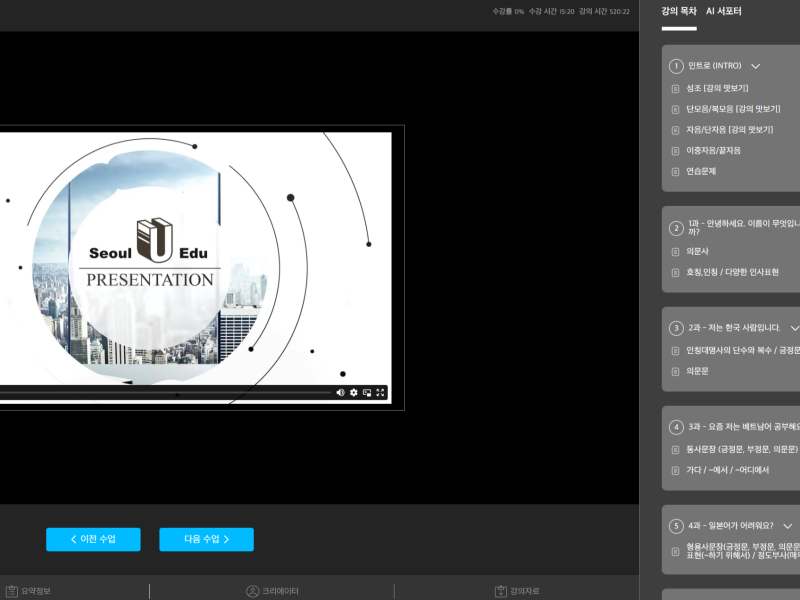 수강률 0% 수강 시간 15:20 강의 시간 520:22
강의 목차 AI 서포터
1 인트로 (INTRO)
성조 [강의 맛보기]
단모음/복모음 [강의 맛보기]
자음/단자음 [강의 맛보기]
이중자음/끝자음
연습문제
2 1과 - 안녕하세요. 이름이 무엇입니
까?
의문사
호칭,인칭 / 다양한 인사표현
3 2과 - 저는 한국 사람입니다.
인칭대명사의 단수와 복수 / 긍정문
의문문
4 3과 - 요즘 저는 베트남어 공부해요
동사문장 (긍정문, 부정문, 의문문)
가다 / ~에서 / ~어디에서
5 4과 - 일본어가 어려워요?
형용사문장(긍정문, 부정문, 의문문
표현(~하기 위해서) / 정도부사(매우
Seoul Edu
PRESENTATION
이전 수업 다음 수업
요약정보 크리에이터 강의자료